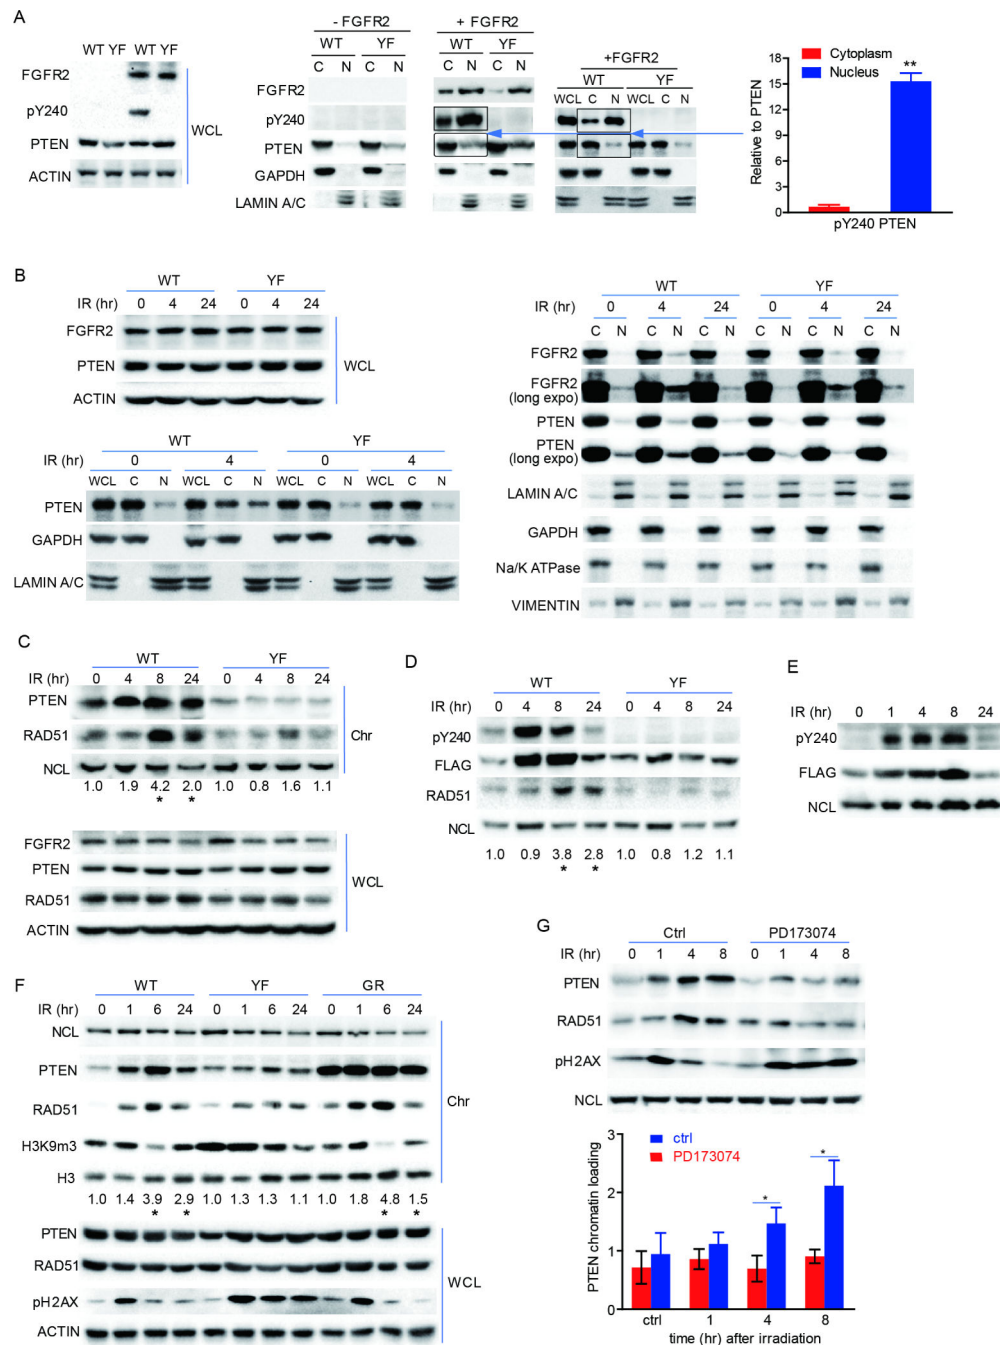 A
- FGFR2
+ FGFR2
WT YF WT YF
WT YF
WT YF
+FGFR2
WT YF
C N C N
C N C N
WCL C N WCL C N
FGFR2
pY240
PTEN
ACTIN
WCL
FGFR2
pY240
PTEN
GAPDH
LAMIN A/C
Cytoplasm
Nucleus
**
Relative to PTEN
18
15
12
9
6
3
0
pY240 PTEN
B
WT YF
IR (hr) 0 4 24 0 4 24
FGFR2
PTEN
ACTIN
WCL
WT YF
IR (hr) 0 4 0 4
WCL C N WCL C N WCL C N WCL C N
PTEN
GAPDH
LAMIN A/C
WT YF
IR (hr) 0 4 24 0 4 24
C N C N C N C N C N C N
FGFR2
FGFR2
(long expo)
PTEN
PTEN
(long expo)
LAMIN A/C
GAPDH
Na/K ATPase
VIMENTIN
C
WT YF
IR (hr) 0 4 8 24 0 4 8 24
PTEN
RAD51
NCL
Chr
1.0 1.9 4.2 2.0 1.0 0.8 1.6 1.1
* *
FGFR2
PTEN
RAD51
ACTIN
WCL
D
WT YF
IR (hr) 0 4 8 24 0 4 8 24
pY240
FLAG
RAD51
NCL
1.0 0.9 3.8 2.8 1.0 0.8 1.2 1.1
* *
E
IR (hr) 0 1 4 8 24
pY240
FLAG
NCL
F
WT YF GR
IR (hr) 0 1 6 24 0 1 6 24 0 1 6 24
NCL
PTEN
RAD51
H3K9m3
H3
Chr
1.0 1.4 3.9 2.9 1.0 1.3 1.3 1.1 1.0 1.8 4.8 1.5
* * * *
PTEN
RAD51
pH2AX
ACTIN
WCL
G
Ctrl PD173074
IR (hr) 0 1 4 8 0 1 4 8
PTEN
RAD51
pH2AX
NCL
ctrl
PD173074
* *
PTEN chromatin loading
3
2
1
0
ctrl 1 4 8
time (hr) after irradiation